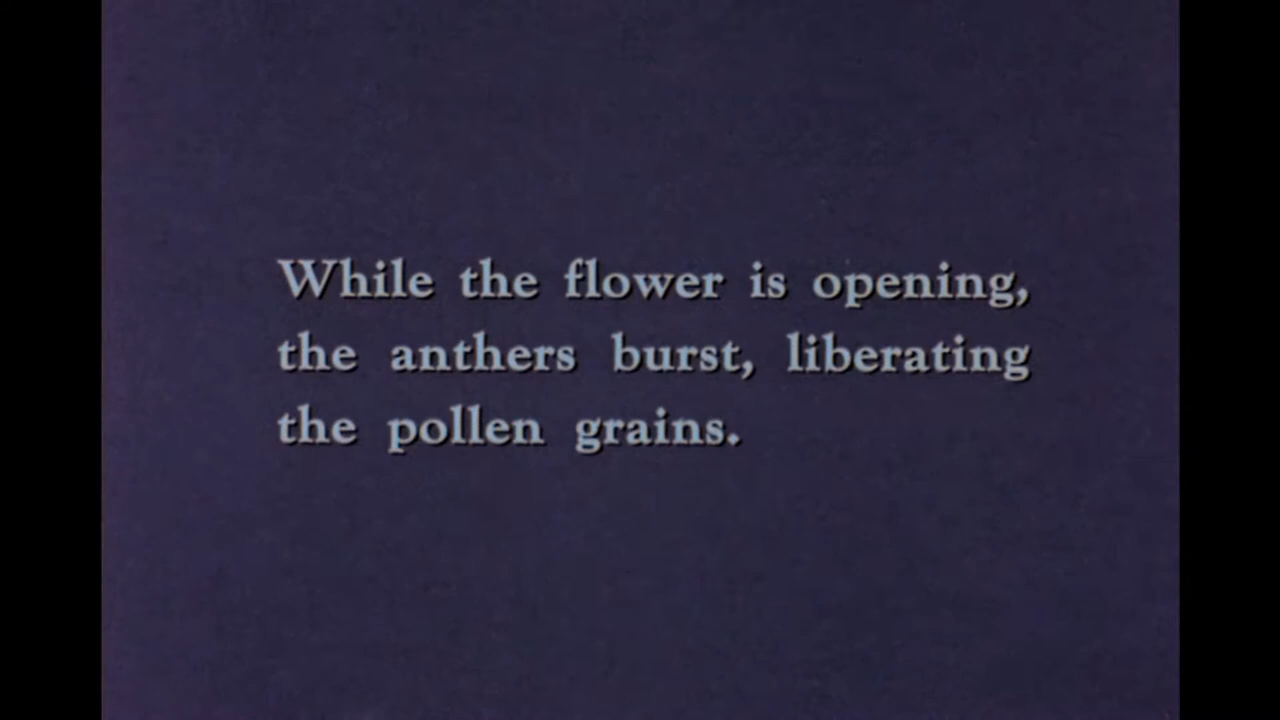 While the flower is opening,
the anthers burst, liberating
the pollen grains.